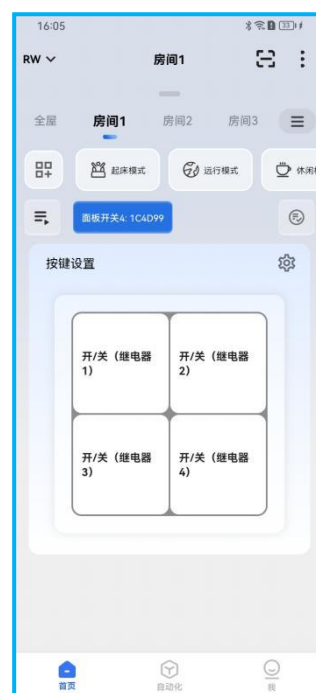 16:05
33
RW
房间1
全屋 房间1 房间2 房间3
起床模式 运行模式 休闲
面板开关4: 1C4D99
按键设置
开/关（继电器
1）
开/关（继电器
2）
开/关（继电器
3）
开/关（继电器
4）
首页 自动化 我